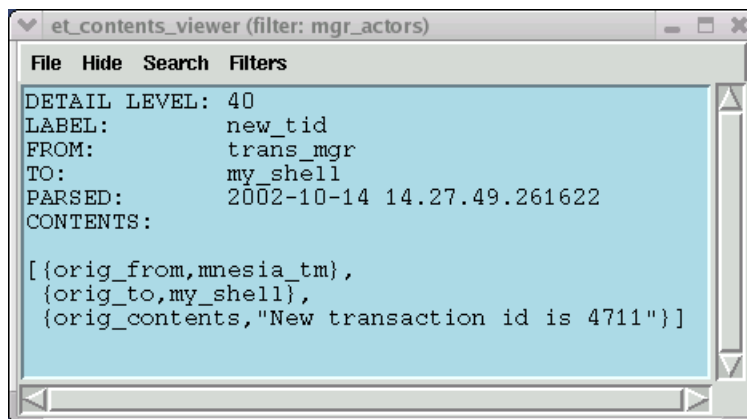 et_contents_viewer (filter: mgr_actors)
File Hide Search Filters
DETAIL LEVEL: 40
LABEL: new_tid
FROM: trans_mgr
TO: my_shell
PARSED: 2002-10-14 14.27.49.261622
CONTENTS:
[{orig_from,mnesia_tm},
{orig_to,my_shell},
{orig_contents,"New transaction id is 4711"}]